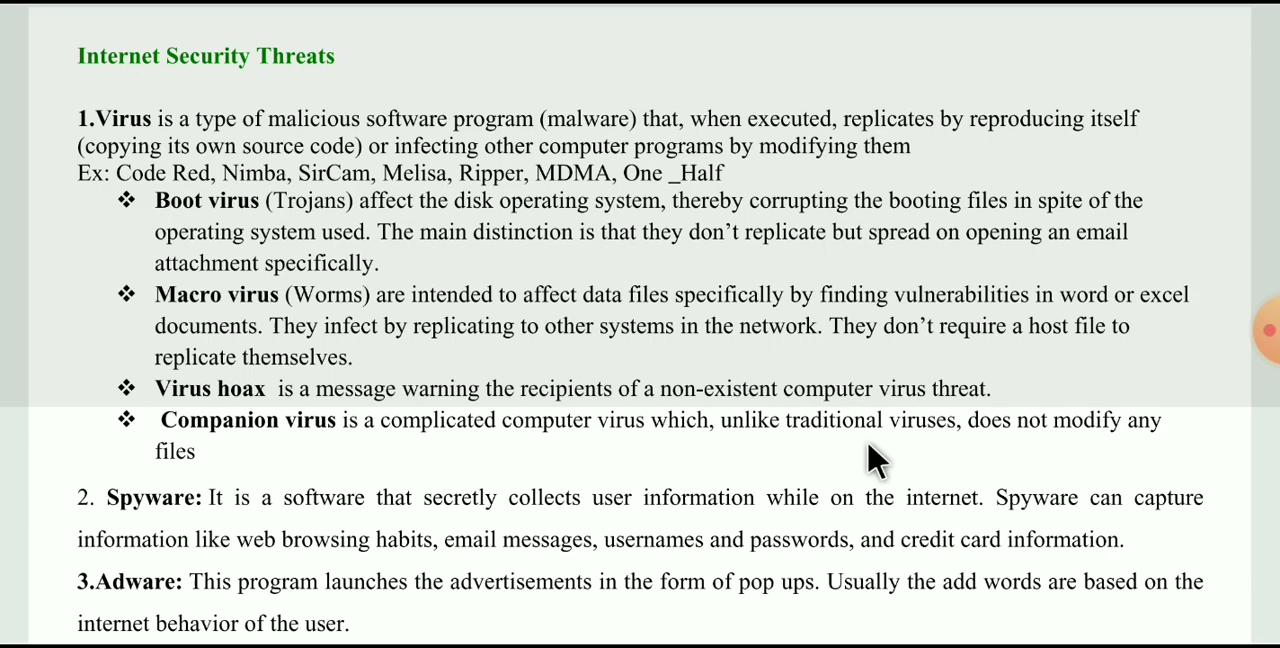 Internet Security Threats
1.Virus is a type of malicious software program (malware) that, when executed, replicates by reproducing itself
(copying its own source code) or infecting other computer programs by modifying them
Ex: Code Red, Nimba, SirCam, Melisa, Ripper, MDMA, One _Half
❖ Boot virus (Trojans) affect the disk operating system, thereby corrupting the booting files in spite of the
operating system used. The main distinction is that they don’t replicate but spread on opening an email
attachment specifically.
❖ Macro virus (Worms) are intended to affect data files specifically by finding vulnerabilities in word or excel
documents. They infect by replicating to other systems in the network. They don’t require a host file to
replicate themselves.
❖ Virus hoax is a message warning the recipients of a non-existent computer virus threat.
❖ Companion virus is a complicated computer virus which, unlike traditional viruses, does not modify any
files
2. Spyware: It is a software that secretly collects user information while on the internet. Spyware can capture
information like web browsing habits, email messages, usernames and passwords, and credit card information.
3.Adware: This program launches the advertisements in the form of pop ups. Usually the add words are based on the
internet behavior of the user.